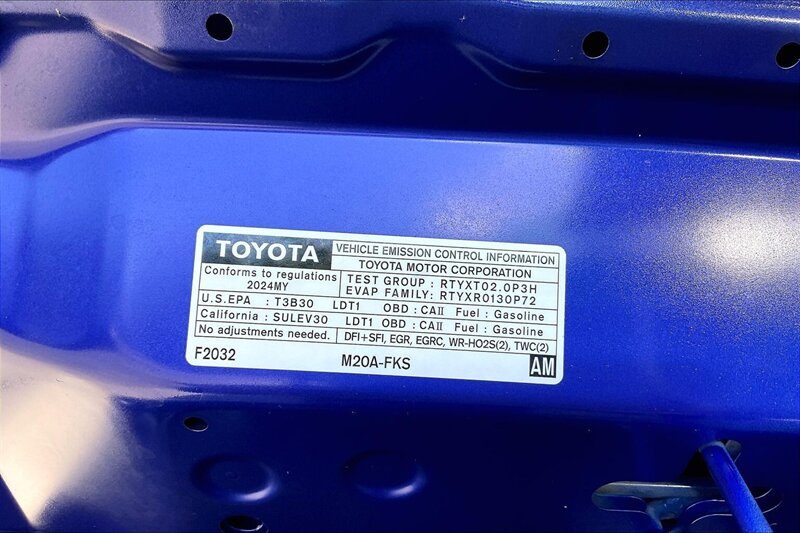 TOYOTA VEHICLE EMISSION CONTROL INFORMATION
TOYOTA MOTOR CORPORATION
Conforms to regulations
2024MY
TEST GROUP : RTYXT02.0P3H
EVAP FAMILY: RTYXR0130P72
U.S.EPA : T3B30 LDT1 OBD : CAII Fuel : Gasoline
California : SULEV30 LDT1 OBD : CAII Fuel : Gasoline
No adjustments needed. DFI+SFI, EGR, EGRC, WR-HO2S(2), TWC(2)
F2032 M20A-FKS AM